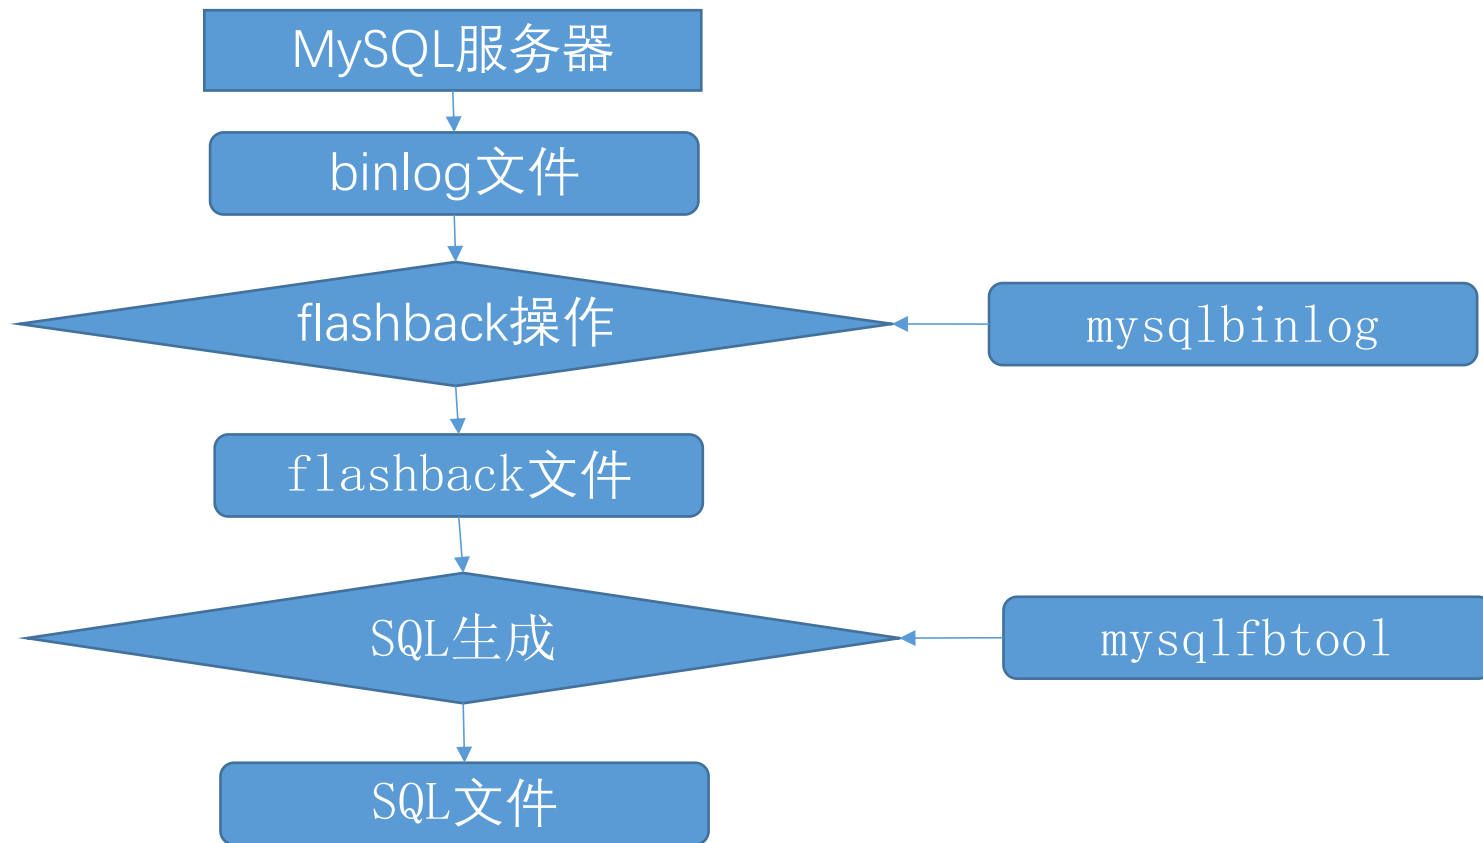 MySQL服务器
binlog文件
flashback操作
mysqlbinlog
flashback文件
SQL生成
mysqlfbtool
SQL文件